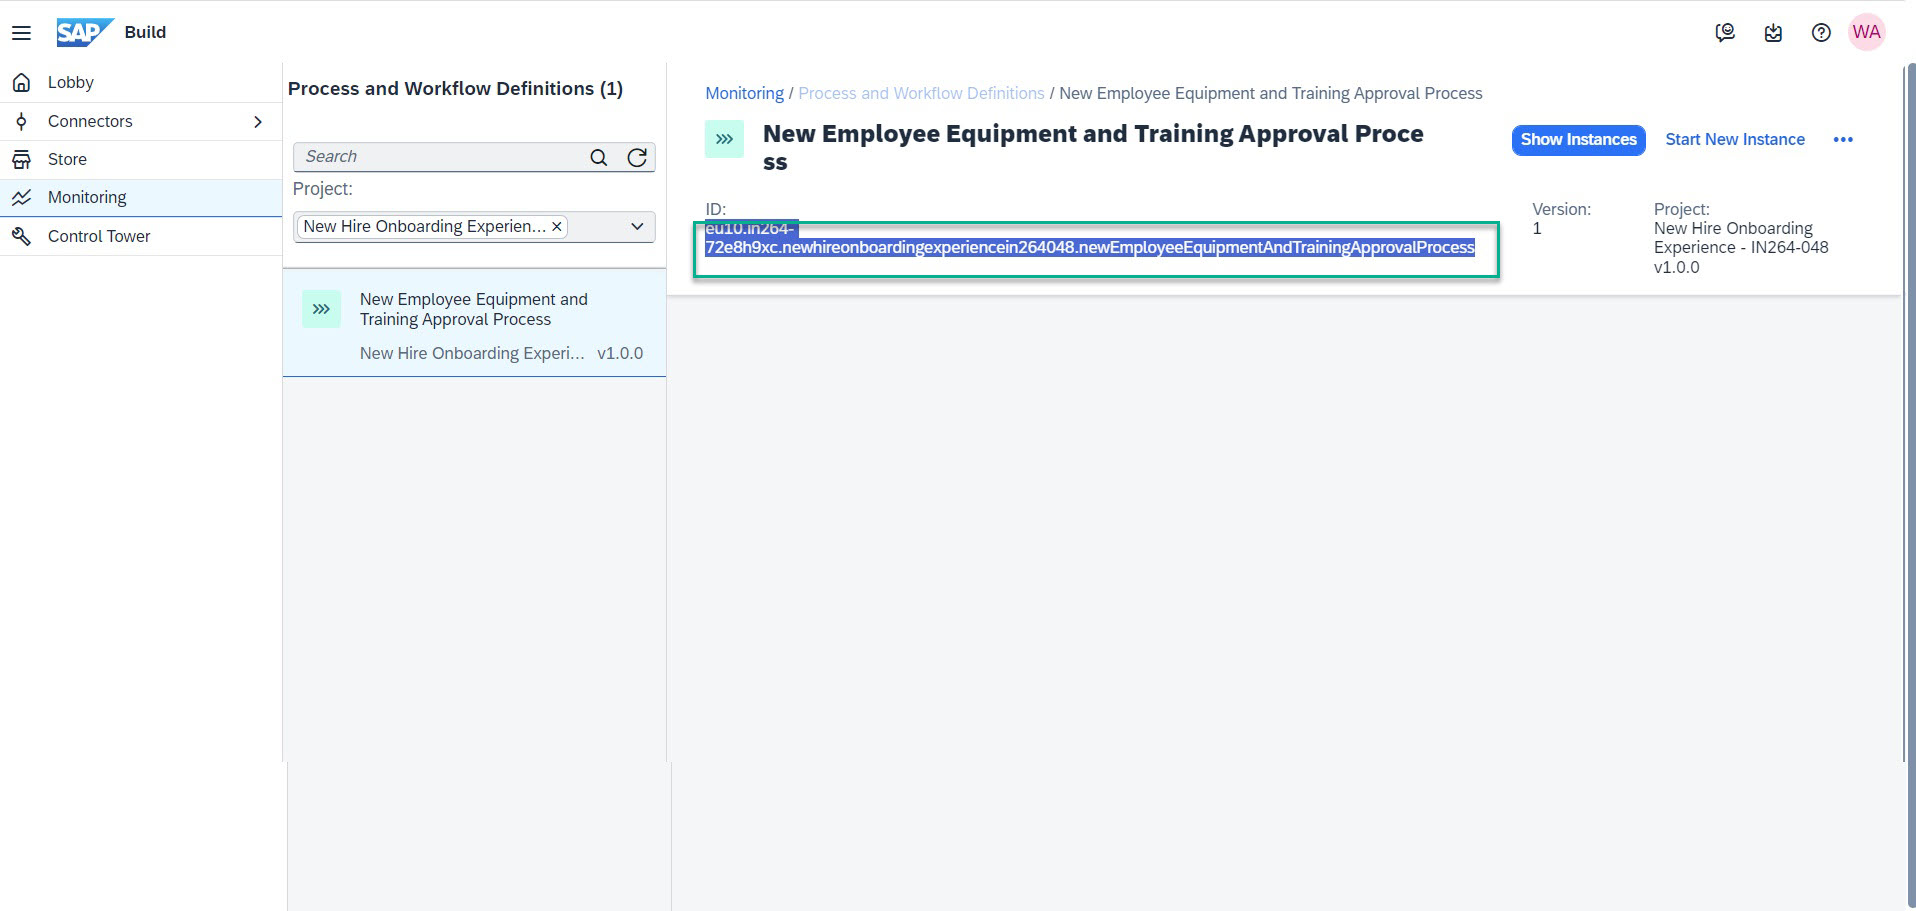 SAP Build
WA
Lobby
Connectors
Store
Monitoring
Control Tower
Process and Workflow Definitions (1)
Search
Project:
New Hire Onboarding Experien...
New Employee Equipment and
Training Approval Process
New Hire Onboarding Experi... v1.0.0
Monitoring / Process and Workflow Definitions / New Employee Equipment and Training Approval Process
New Employee Equipment and Training Approval Proce
ss
Show Instances
Start New Instance
ID:
eu10.in264-
72e8h9xc.newhireonboardingexperiencein264048.newEmployeeEquipmentAndTrainingApprovalProcess
Version:
1
Project:
New Hire Onboarding
Experience - IN264-048
v1.0.0